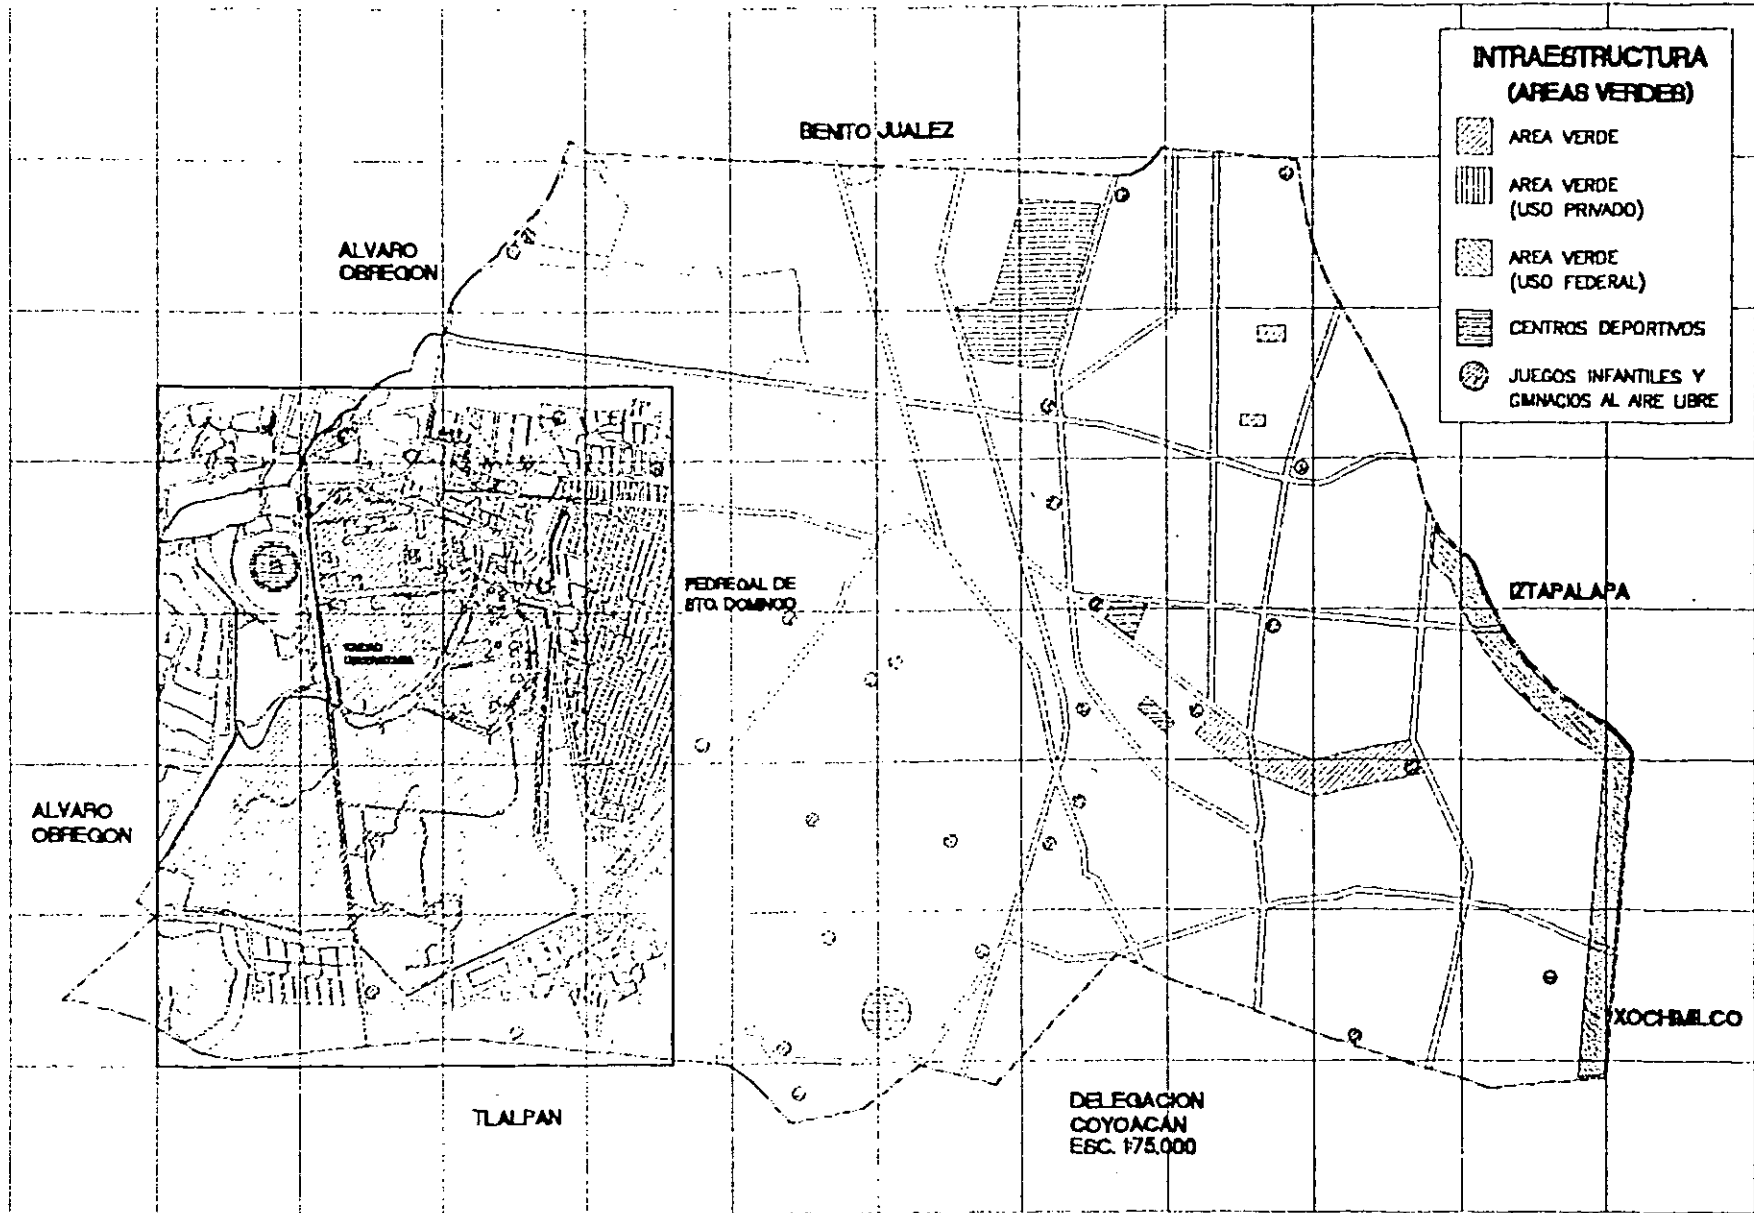 INTRAESTRUCTURA
(AREAS VERDES)
AREA VERDE
AREA VERDE
(USO PRIVADO)
AREA VERDE
(USO FEDERAL)
CENTROS DEPORTIVOS
JUEGOS INFANTILES Y
GIMNACIOS AL AIRE LIBRE
BENITO JUALEZ
ALVARO
OBREGON
PEDREGAL DE
STO. DOMINGO
IZTAPALAPA
ALVARO
OBREGON
XOCHIMILCO
TLALPAN
DELEGACION
COYOACAN
ESC. 1:75,000